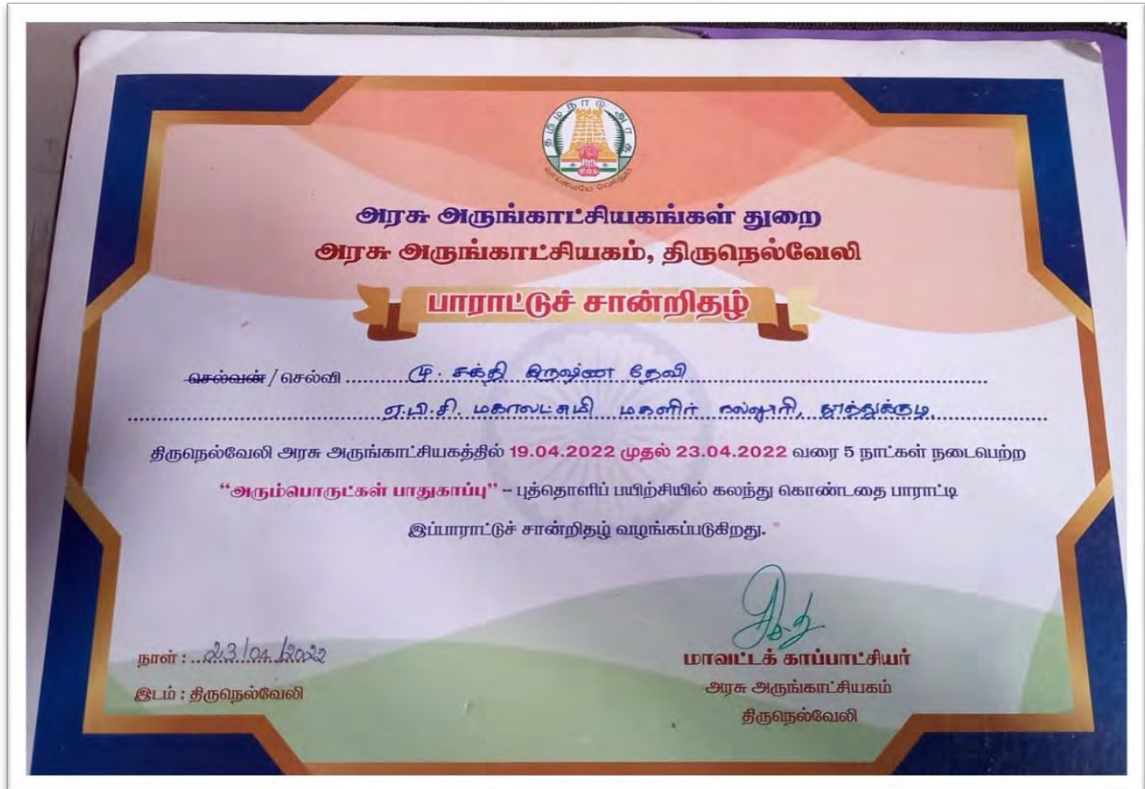 தமிழ்நாடு அரசு
வாய்மையே வெல்லும்
அரசு அருங்காட்சியகங்கள் துறை
அரசு அருங்காட்சியகம், திருநெல்வேலி
பாராட்டுச் சான்றிதழ்
செல்வன் / செல்வி ........ மு. சக்தி கிருஷ்ண தேவி
ஏ.பி.சி. மகாலட்சுமி மகளிர் கல்லூரி, தூத்துக்குடி.
திருநெல்வேலி அரசு அருங்காட்சியகத்தில் 19.04.2022 முதல் 23.04.2022 வரை 5 நாட்கள் நடைபெற்ற
“அரும்பொருட்கள் பாதுகாப்பு” – புத்தொளிப் பயிற்சியில் கலந்து கொண்டதை பாராட்டி
இப்பாராட்டுச் சான்றிதழ் வழங்கப்படுகிறது.
நாள் : 23/04/2022
இடம் : திருநெல்வேலி
மாவட்டக் காப்பாட்சியர்
அரசு அருங்காட்சியகம்
திருநெல்வேலி